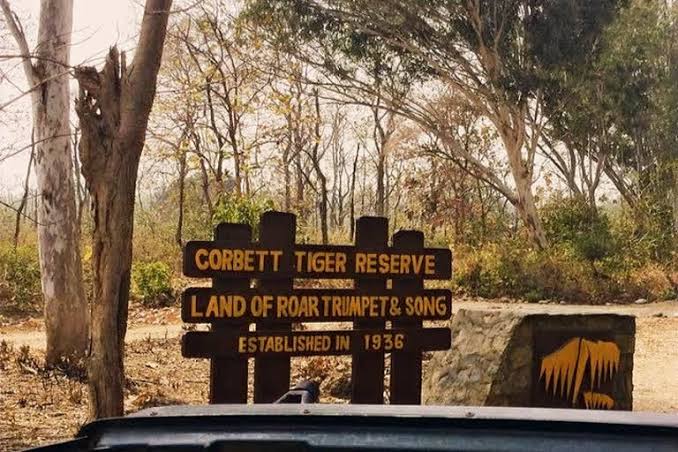 CORBETT TIGER RESERVE
LAND OF ROAR TRUMPET & SONG
ESTABLISHED IN 1936